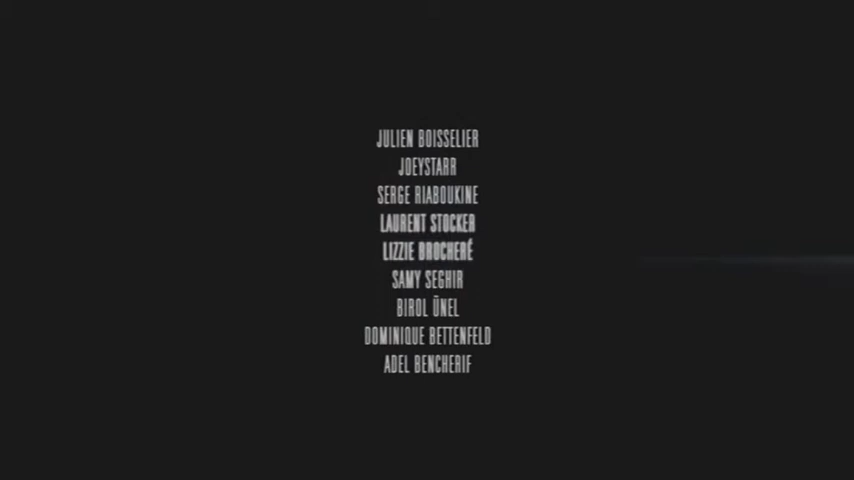 JULIEN BOISSELIER
JOEYSTARR
SERGE RIABOUKINE
LAURENT STOCKER
LIZZIE BROCHERÉ
SAMY SEGHIR
BIROL ÜNEL
DOMINIQUE BETTENFELD
ADEL BENCHERIF